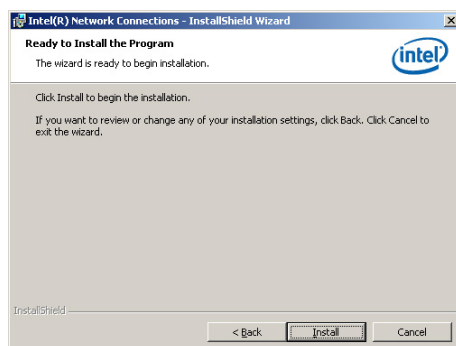 Intel(R) Network Connections - InstallShield Wizard
Ready to Install the Program
The wizard is ready to begin installation.
intel
Click Install to begin the installation.
If you want to review or change any of your installation settings, click Back. Click Cancel to
exit the wizard.
InstallShield
< Back
Install
Cancel